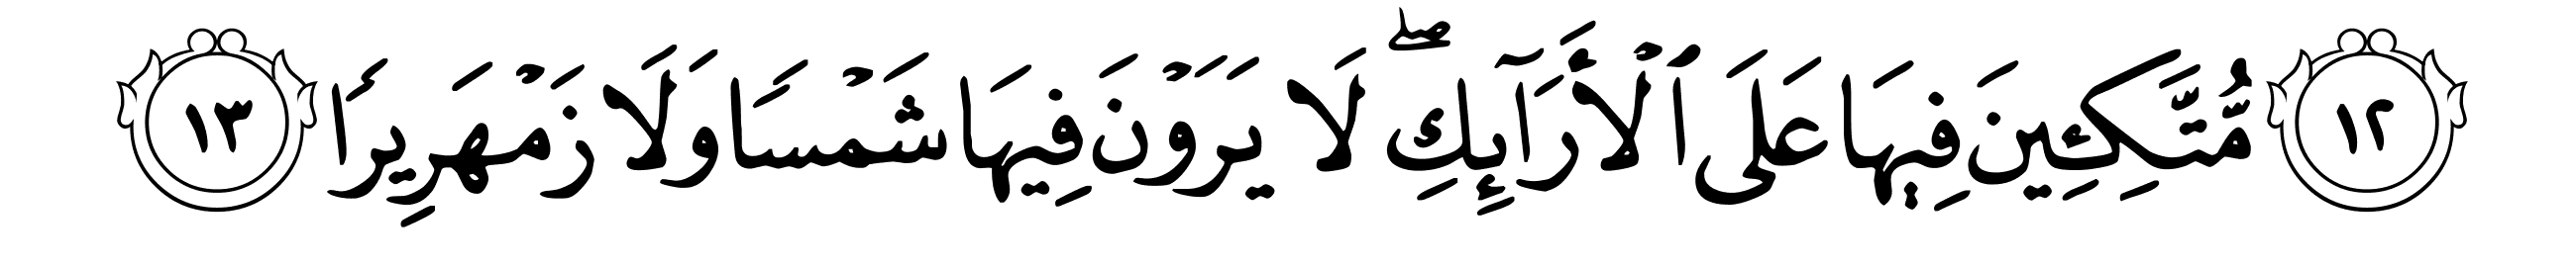 ١٢ مُّتَّكِـِٔينَ فِيهَا عَلَى ٱلْأَرَآئِكِ ۖ لَا يَرَوْنَ فِيهَا شَمْسًا وَلَا زَمْهَرِيرًا ١٣